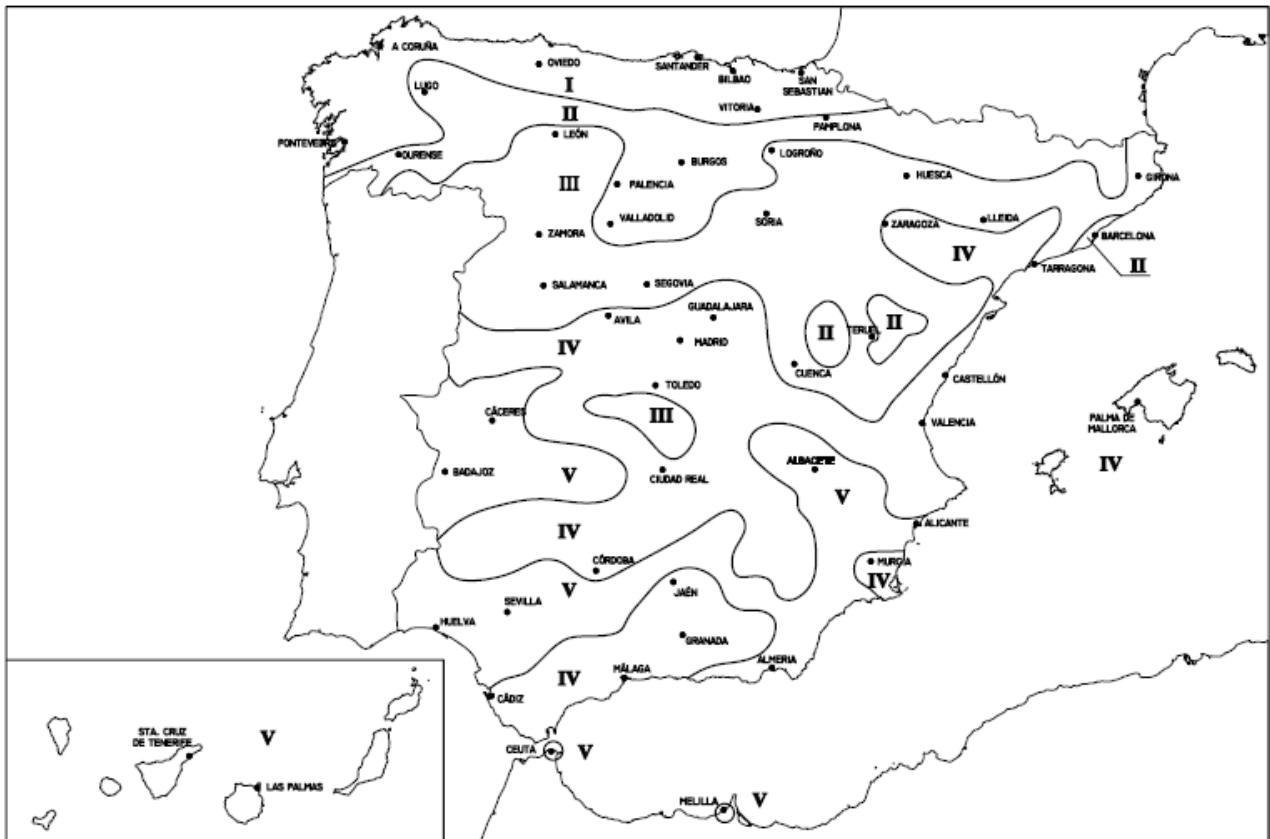 A CORUÑA
OVIEDO
SANTANDER
BILBAO
SAN
SEBASTIAN
LUGO
I
VITORIA
II
PAMPLONA
LEÓN
PONTEVEDRA
OURENSE
LOGROÑO
BURGOS
III
PALENCIA
HUESCA
GIRONA
VALLADOLID
SORIA
ZARAGOZA
LLEIDA
ZAMORA
BARCELONA
IV
TARRAGONA
II
SALAMANCA
SEGOVIA
GUADALAJARA
AVILA
II
TERUEL
II
MADRID
IV
CUENCA
CASTELLÓN
TOLEDO
CÁCERES
III
VALENCIA
PALMA DE
MALLORCA
IV
BADAJOZ
V
CIUDAD REAL
ALBACETE
V
IV
ALICANTE
CÓRDOBA
MURCIA
IV
V
JAÉN
SEVILLA
HUELVA
GRANADA
MÁLAGA
ALMERIA
IV
CÁDIZ
STA. CRUZ
DE TENERIFE
V
CEUTA
V
LAS PALMAS
MELILLA
V